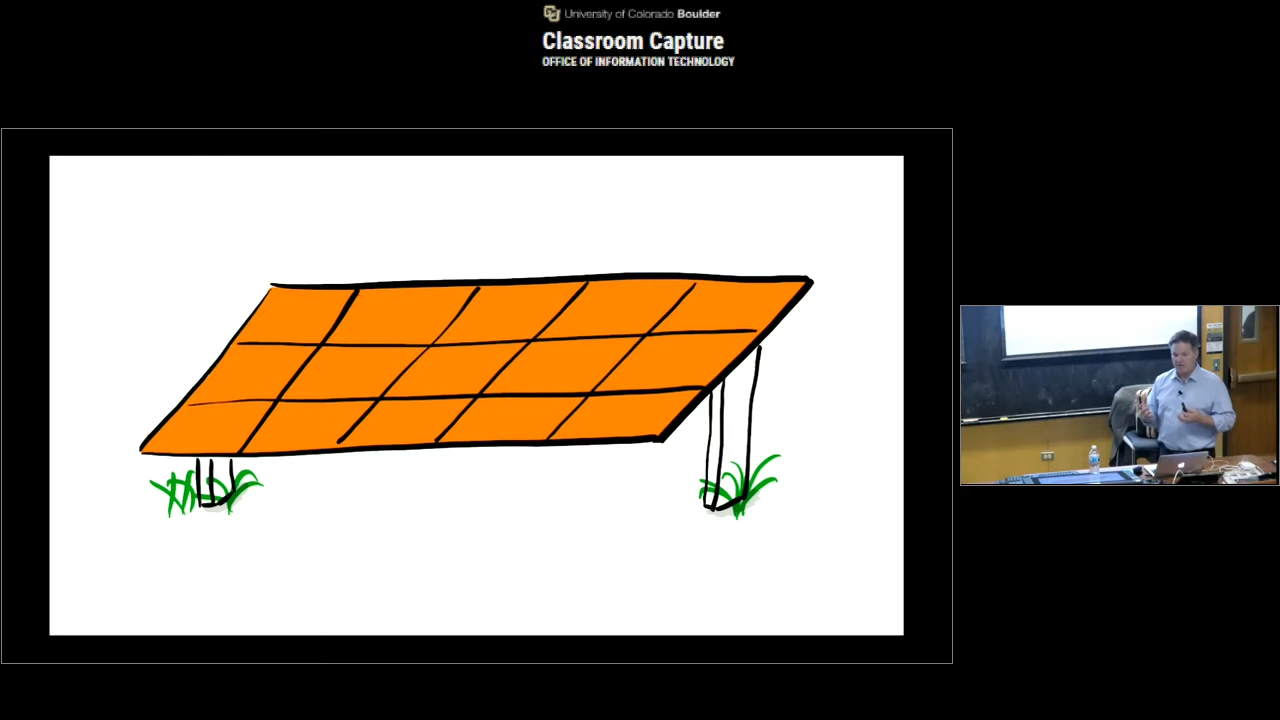 University of Colorado Boulder
Classroom Capture
OFFICE OF INFORMATION TECHNOLOGY